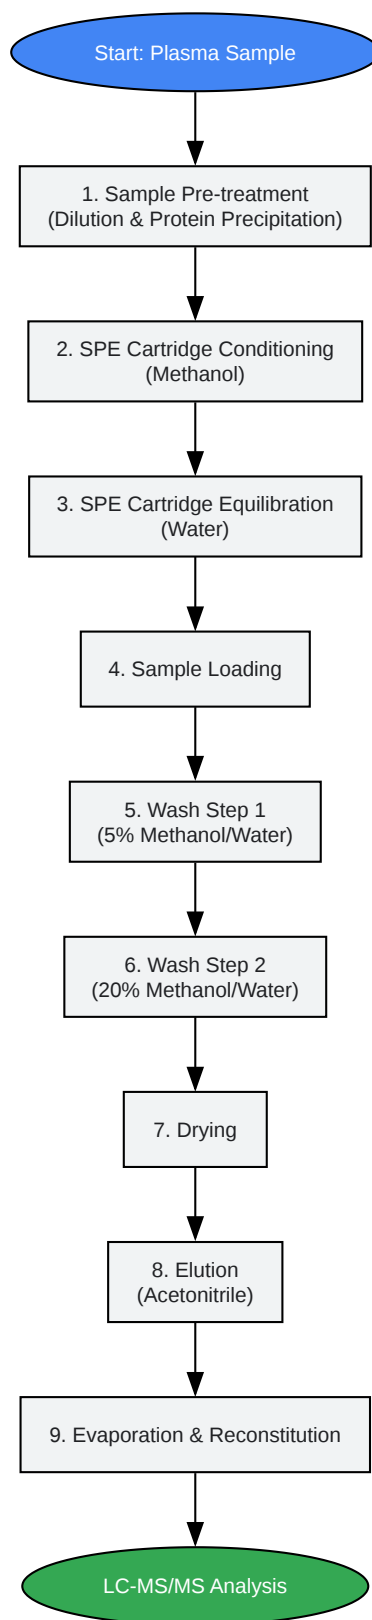 Start: Plasma Sample
1. Sample Pre-treatment
(Dilution & Protein Precipitation)
2. SPE Cartridge Conditioning
(Methanol)
3. SPE Cartridge Equilibration
(Water)
4. Sample Loading
5. Wash Step 1
(5% Methanol/Water)
6. Wash Step 2
(20% Methanol/Water)
7. Drying
8. Elution
(Acetonitrile)
9. Evaporation & Reconstitution
LC-MS/MS Analysis